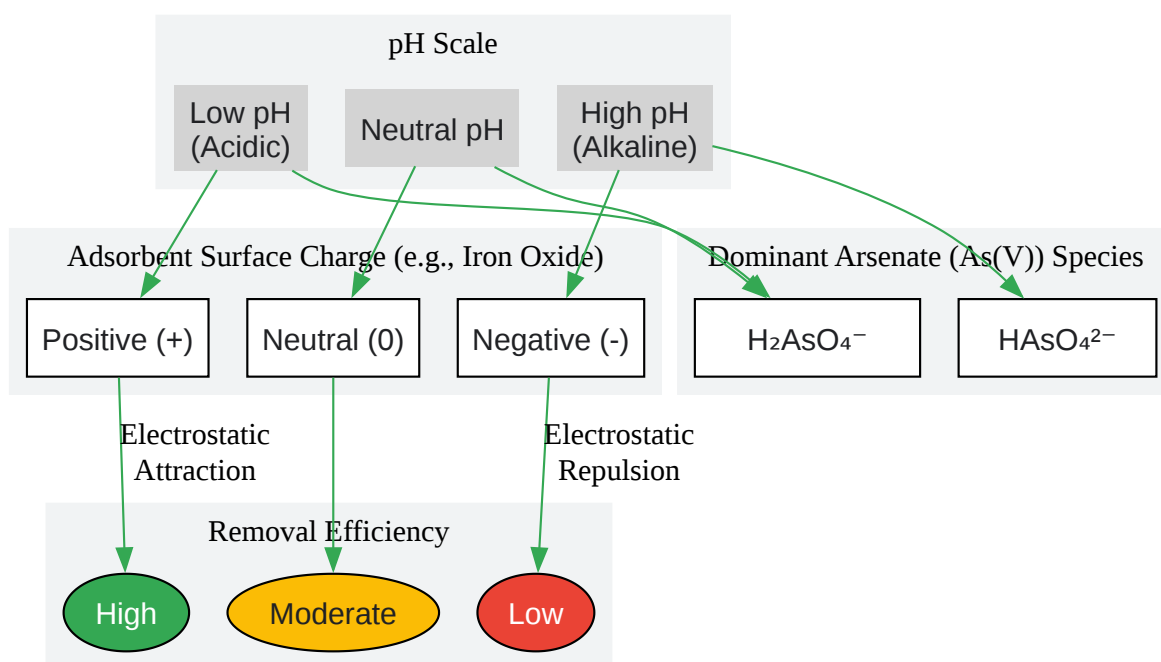 pH Scale
Low pH
(Acidic)
Neutral pH
High pH
(Alkaline)
Adsorbent Surface Charge (e.g., Iron Oxide)
Dominant Arsenate (As(V)) Species
Positive (+)
Neutral (0)
Negative (-)
H₂AsO₄⁻
HAsO₄²⁻
Electrostatic
Attraction
Electrostatic
Repulsion
Removal Efficiency
High
Moderate
Low